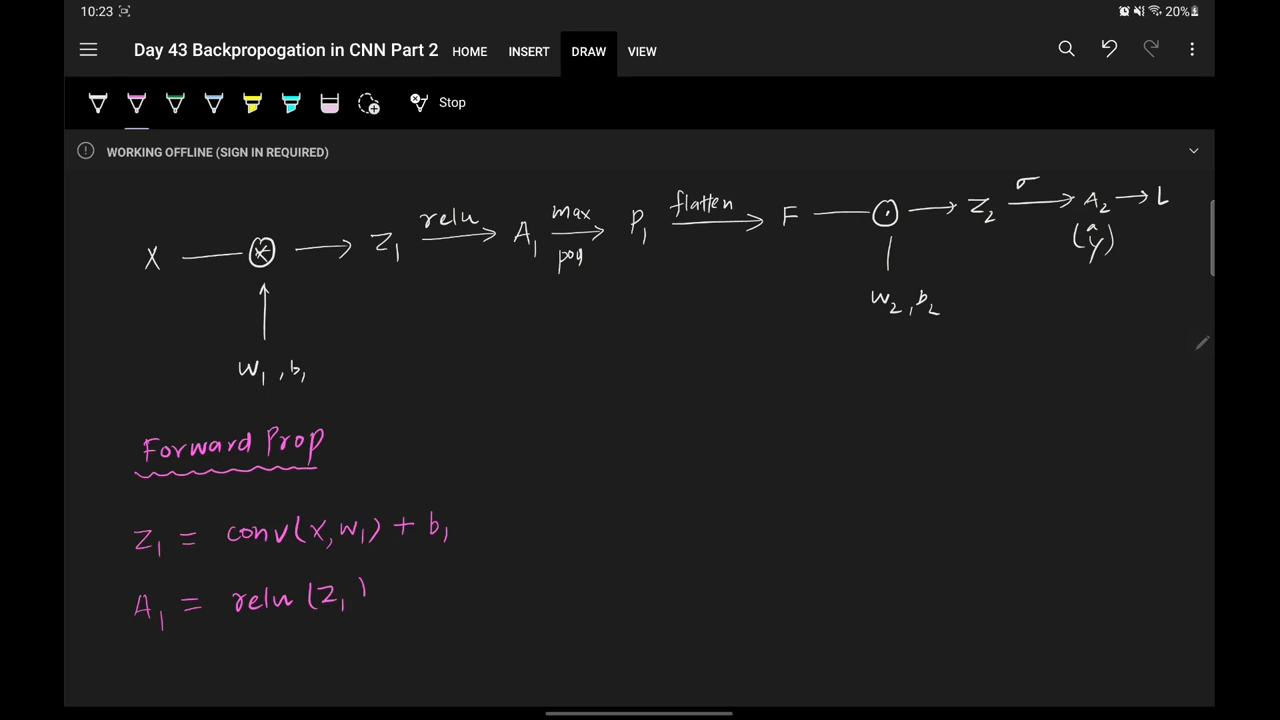 10:23 20%
Day 43 Backpropogation in CNN Part 2 HOME INSERT DRAW VIEW
Stop
WORKING OFFLINE (SIGN IN REQUIRED)
X ⊛ → Z₁ relu → A₁ max pool → P₁ flatten → F ⊙ → Z₂ σ → A₂ → L
(ŷ)
W₂, b₂
W₁, b₁
Forward Prop
Z₁ = conv(X, W₁) + b₁
A₁ = relu (Z₁)